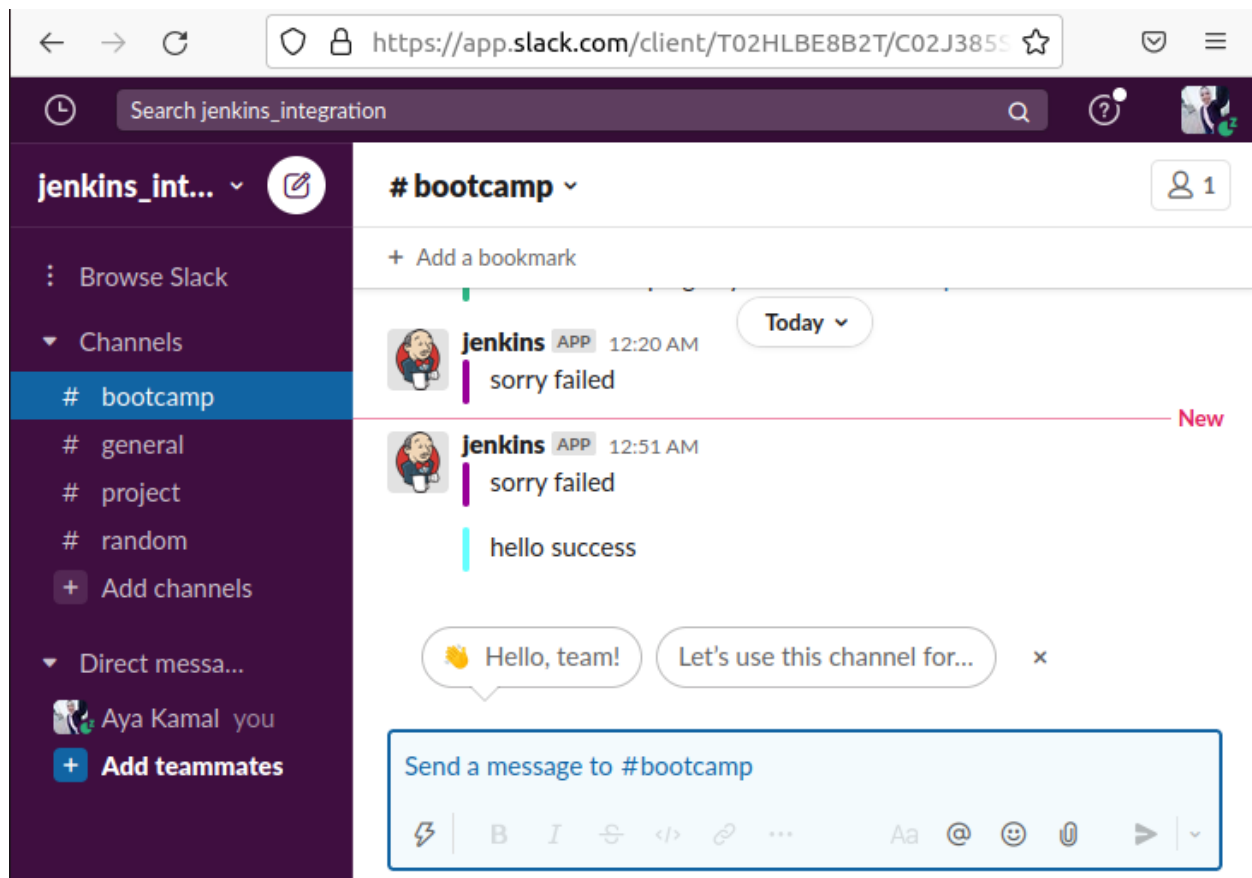 https://app.slack.com/client/T02HLBE8B2T/C02J385
Search jenkins_integration
jenkins_int...
# bootcamp
1
Browse Slack
+ Add a bookmark
Channels
Today
jenkins APP 12:20 AM
sorry failed
# bootcamp
New
# general
jenkins APP 12:51 AM
sorry failed
# project
# random
hello success
+ Add channels
Hello, team!
Let's use this channel for...
Direct messa...
Aya Kamal you
+ Add teammates
Send a message to #bootcamp
B I S </> ... Aa @